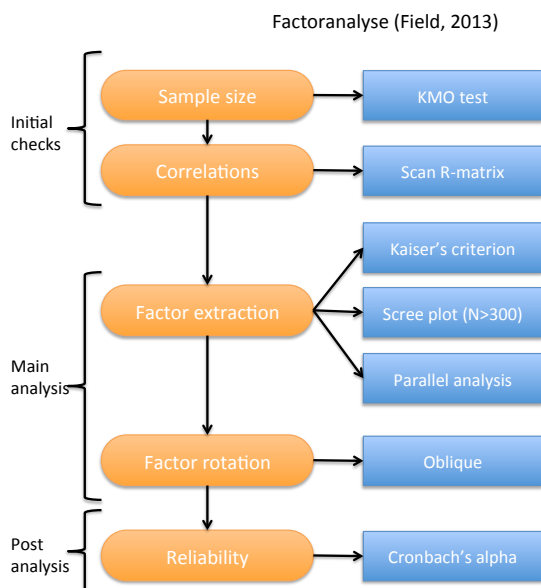 Factoranalyse (Field, 2013)
Initial
checks
Sample size
KMO test
Correlations
Scan R-matrix
Main
analysis
Factor extraction
Kaiser's criterion
Scree plot (N>300)
Parallel analysis
Factor rotation
Oblique
Post
analysis
Reliability
Cronbach's alpha